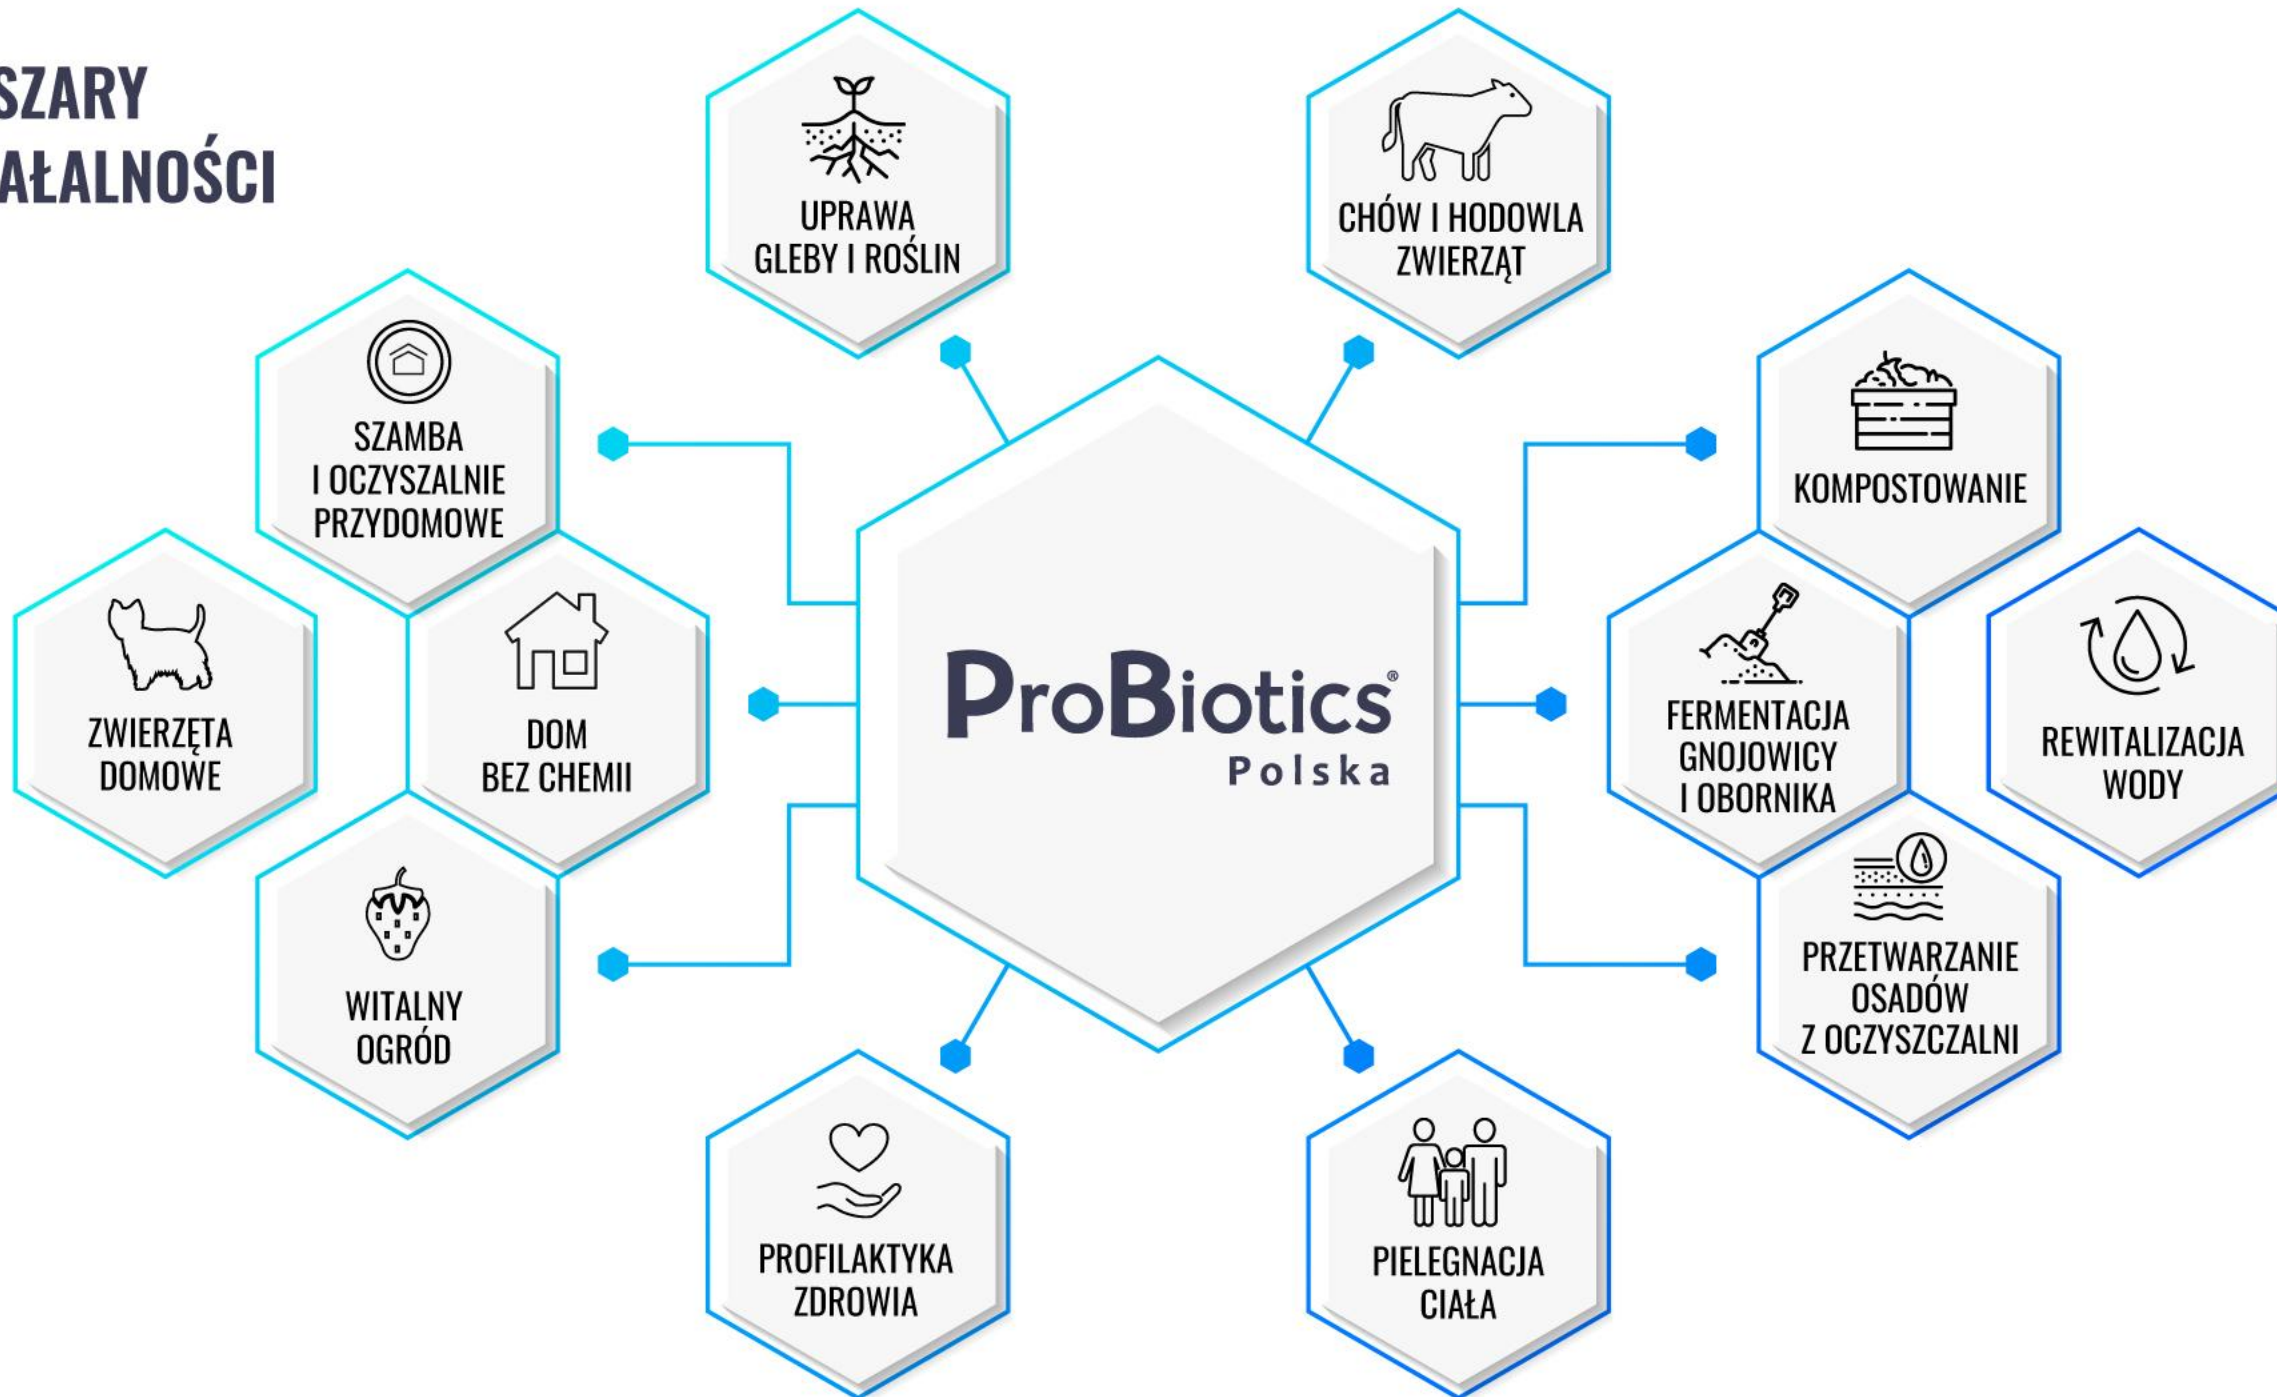 SZARY
AŁALNOŚCI
UPRAWA
GLEBY I ROŚLIN
CHÓW I HODOWLA
ZWIERZĄT
SZAMBA
I OCZYSZALNIE
PRZYDOMOWE
KOMPOSTOWANIE
ZWIERZĘTA
DOMOWE
DOM
BEZ CHEMII
ProBiotics®
Polska
FERMENTACJA
GNOJOWICY
I OBORNIKA
REWITALIZACJA
WODY
WITALNY
OGRÓD
PRZETWARZANIE
OSADÓW
Z OCZYSZCZALNI
PROFILAKTYKA
ZDROWIA
PIELEGNACJA
CIAŁA